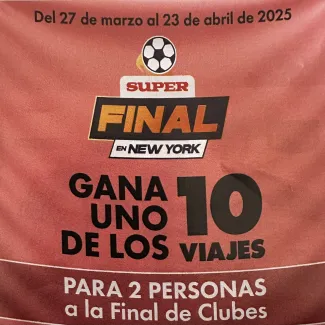 Del 27 de marzo al 23 de abril de 2025
SUPER
FINAL
EN NEW YORK
GANA
UNO
DE LOS
10
VIAJES
PARA 2 PERSONAS
a la Final de Clubes